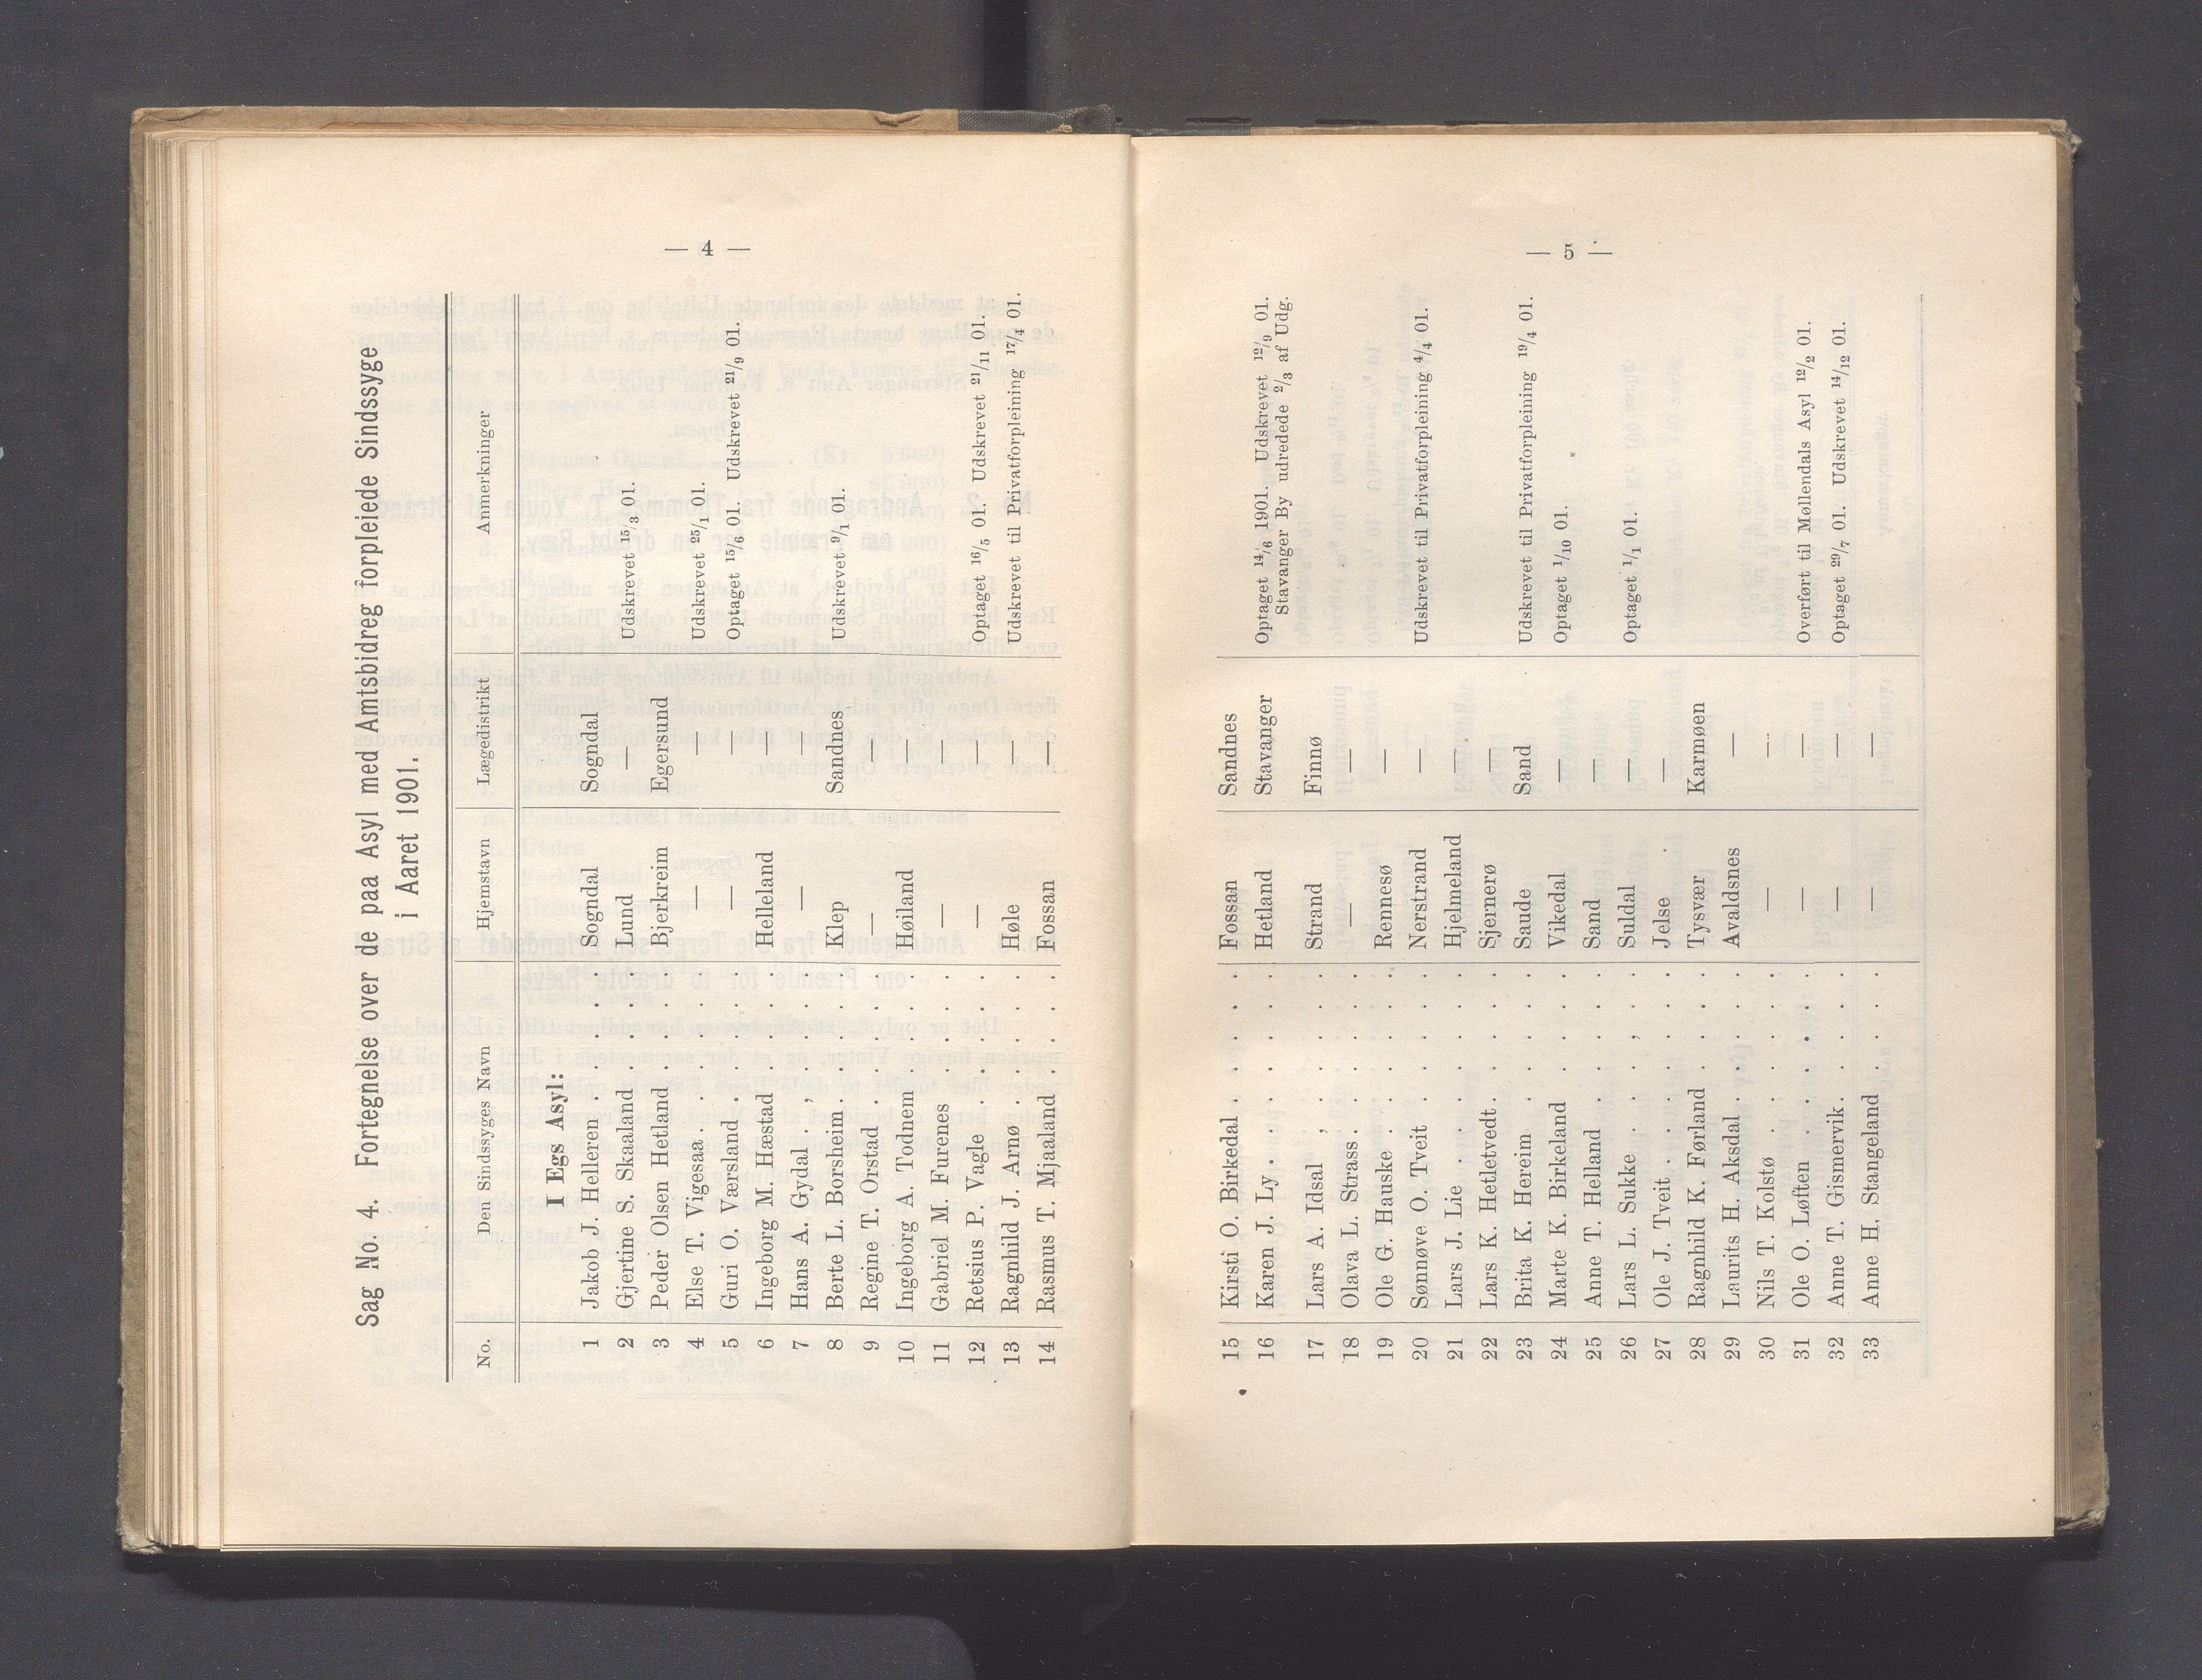 — 4 —
Sag No. 4. Fortegnelse over de paa Asyl med Amtsbidreg forpleiede Sindssyge
i Aaret 1901.
No. Den Sindssyges Navn Hjemstavn Lægedistrikt Anmerkninger
I Egs Asyl:
1 Jakob J. Helleren . . . . . Sogndal Sogndal
2 Gjertine S. Skaaland . . . . Lund — Udskrevet 15/3 01.
3 Peder Olsen Hetland . . . . Bjerkreim Egersund
4 Else T. Vigesaa . . . . . . — — Udskrevet 25/1 01.
5 Guri O. Værsland . . . . . — — Optaget 15/6 01. Udskrevet 21/9 01.
6 Ingeborg M. Hæstad . . . . Helleland —
7 Hans A. Gydal . . , . . . — —
8 Berte L. Borsheim . . . . . Klep Sandnes Udskrevet 9/1 01.
9 Regine T. Orstad . . . . . — —
10 Ingeborg A. Todnem . . . . Høiland —
11 Gabriel M. Furenes . . . . — —
12 Retsius P. Vagle . . . . . — — Optaget 16/5 01. Udskrevet 21/11 01.
13 Ragnhild J. Arnø . . . . . Høle — Udskrevet til Privatforpleining 17/4 01.
14 Rasmus T. Mjaaland . . . . Fossan —
— 5 —
15 Kirsti O. Birkedal . . . . . Fossan Sandnes
16 Karen J. Ly . . . . . . Hetland Stavanger Optaget 14/6 1901. Udskrevet 12/9 01.
Stavanger By udredede 2/3 af Udg.
17 Lars A. Idsal , . . . . Strand Finnø
18 Olava L. Strass . . . . . — —
19 Ole G. Hauske . . . . . Rennesø —
20 Sønnøve O. Tveit . . . . Nerstrand — Udskrevet til Privatforpleining 4/4 01.
21 Lars J. Lie . . . . . . Hjelmeland —
22 Lars K. Hetletvedt . . . . Sjernerø —
23 Brita K. Hereim . . . . . Saude Sand Udskrevet til Privatforpleining 19/4 01.
24 Marte K. Birkeland . . . . Vikedal — Optaget 1/10 01.
25 Anne T. Helland . . . . . Sand —
26 Lars L. Sukke . . . , . . Suldal — Optaget 1/1 01.
27 Ole J. Tveit . . . . . . Jelse —
28 Ragnhild K. Førland . . . . Tysvær Karmøen
29 Laurits H. Aksdal . . . . . Avaldsnes —
30 Nils T. Kolstø . . . . . — —
31 Ole O. Løften . . . . . — — Overført til Møllendals Asyl 12/2 01.
32 Anne T. Gismervik . . . . . — — Optaget 29/7 01. Udskrevet 14/12 01.
33 Anne H. Stangeland . . . . — —